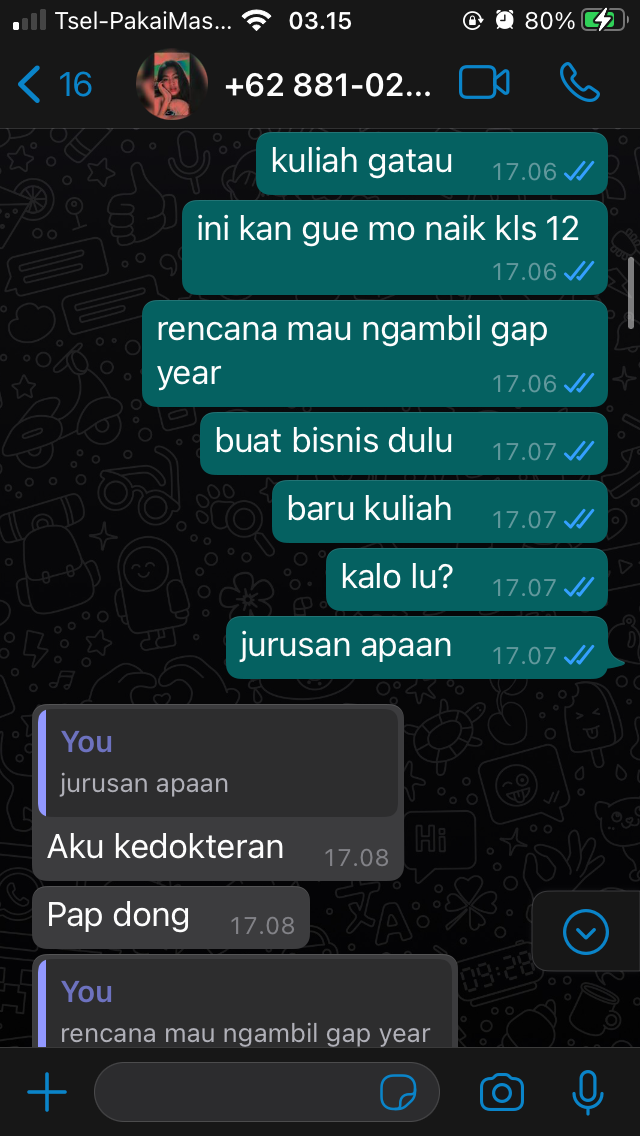 Tsel-PakaiMas... 03.15 80%
16 +62 881-02...
kuliah gatau 17.06
ini kan gue mo naik kls 12
17.06
rencana mau ngambil gap
year 17.06
buat bisnis dulu 17.07
baru kuliah 17.07
kalo lu? 17.07
jurusan apaan 17.07
You
jurusan apaan
Aku kedokteran 17.08
Hi
Pap dong 17.08
09:28
You
rencana mau ngambil gap year